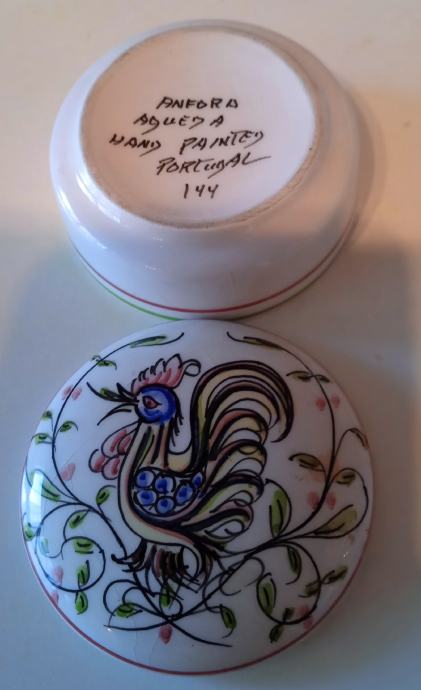 ANFORA
AGUEDA
HAND PAINTED
PORTUGAL
144